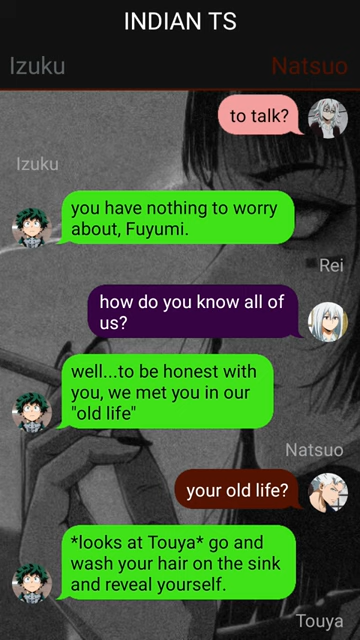 INDIAN TS
Izuku
Natsuo
to talk?
Izuku
you have nothing to worry
about, Fuyumi.
Rei
how do you know all of
us?
well...to be honest with
you, we met you in our
"old life"
Natsuo
your old life?
*looks at Touya* go and
wash your hair on the sink
and reveal yourself.
Touya